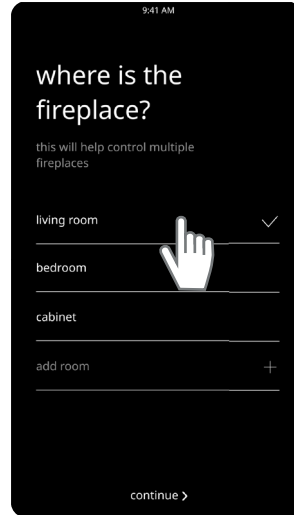 9:41 AM
where is the
fireplace?
this will help control multiple
fireplaces
living room
bedroom
cabinet
add room
continue